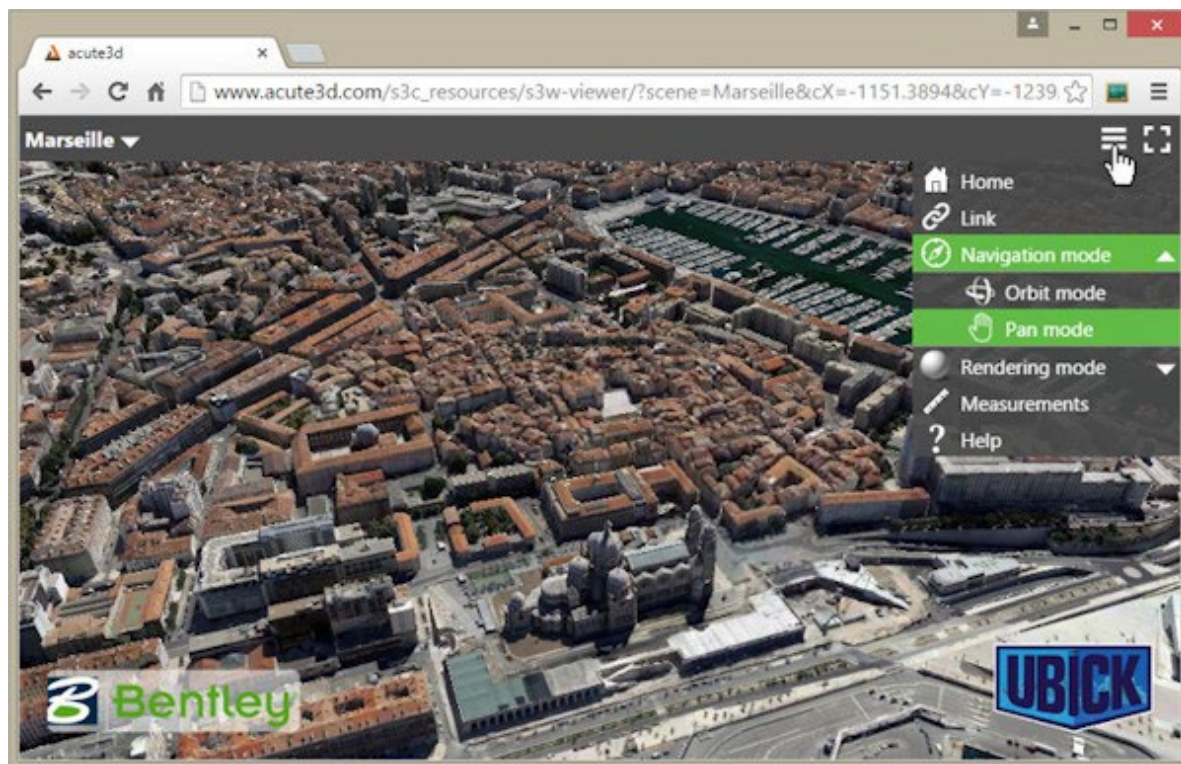 acute3d
www.acute3d.com/s3c_resources/s3w-viewer/?scene=Marseille&cX=-1151.3894&cY=-1239.
Marseille
Home
Link
Navigation mode
Orbit mode
Pan mode
Rendering mode
Measurements
? Help
B Bentley
UBICK